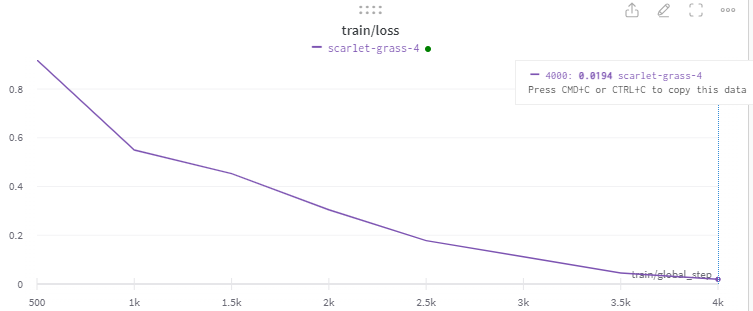 train/loss
scarlet-grass-4
4000: 0.0194 scarlet-grass-4
Press CMD+C or CTRL+C to copy this data
0.8
0.6
0.4
0.2
0
train/global_step
500 1k 1.5k 2k 2.5k 3k 3.5k 4k